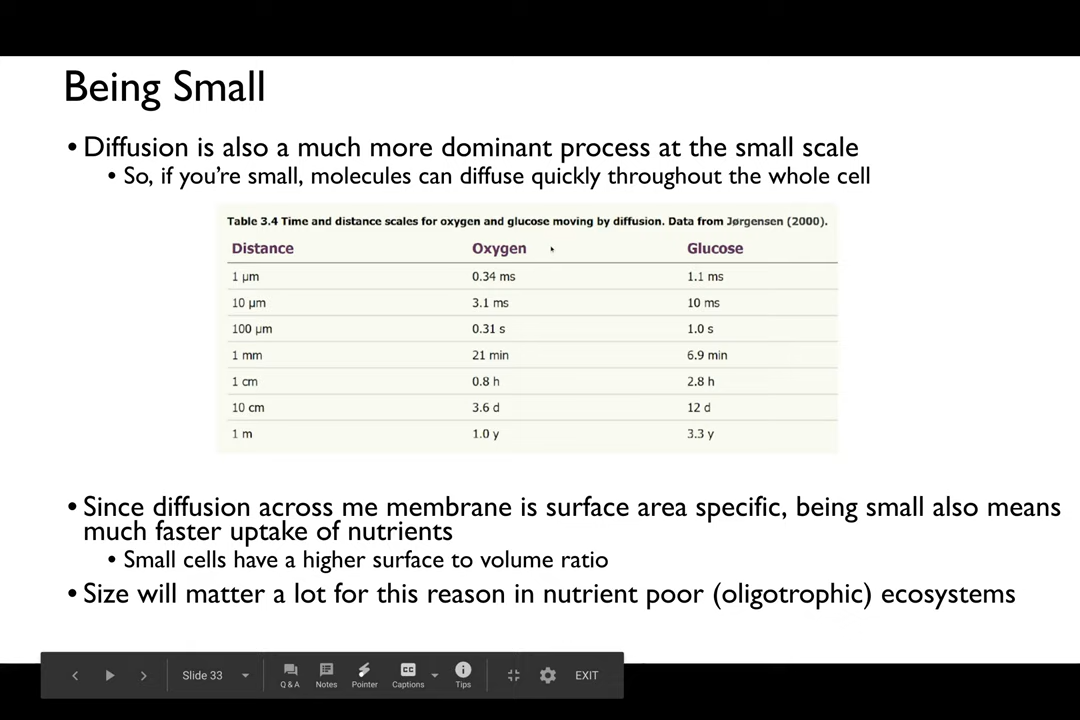 Being Small
• Diffusion is also a much more dominant process at the small scale
• So, if you're small, molecules can diffuse quickly throughout the whole cell
Table 3.4 Time and distance scales for oxygen and glucose moving by diffusion. Data from Jørgensen (2000).
Distance Oxygen Glucose
1 µm 0.34 ms 1.1 ms
10 µm 3.1 ms 10 ms
100 µm 0.31 s 1.0 s
1 mm 21 min 6.9 min
1 cm 0.8 h 2.8 h
10 cm 3.6 d 12 d
1 m 1.0 y 3.3 y
• Since diffusion across me membrane is surface area specific, being small also means
much faster uptake of nutrients
• Small cells have a higher surface to volume ratio
• Size will matter a lot for this reason in nutrient poor (oligotrophic) ecosystems
Slide 33 Q & A Notes Pointer CC Captions Tips EXIT